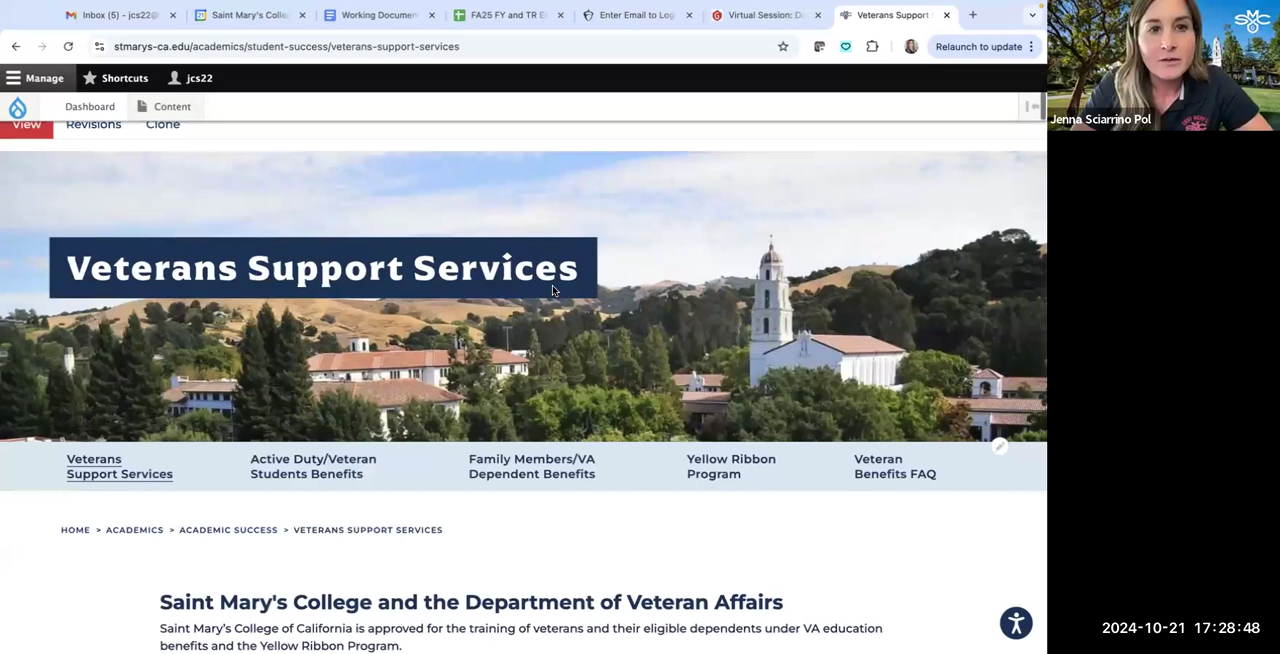 Inbox (5) - jcs22@
Saint Mary's Colle
Working Documen
FA25 FY and TR E
Enter Email to Log
Virtual Session: D
Veterans Support
stmarys-ca.edu/academics/student-success/veterans-support-services
Relaunch to update
Manage
Shortcuts
jcs22
Dashboard
Content
View
Revisions
Clone
SMC
Jenna Sciarrino Pol
Veterans Support Services
Veterans
Support Services
Active Duty/Veteran
Students Benefits
Family Members/VA
Dependent Benefits
Yellow Ribbon
Program
Veteran
Benefits FAQ
HOME > ACADEMICS > ACADEMIC SUCCESS > VETERANS SUPPORT SERVICES
Saint Mary's College and the Department of Veteran Affairs
Saint Mary's College of California is approved for the training of veterans and their eligible dependents under VA education
benefits and the Yellow Ribbon Program.
2024-10-21 17:28:48